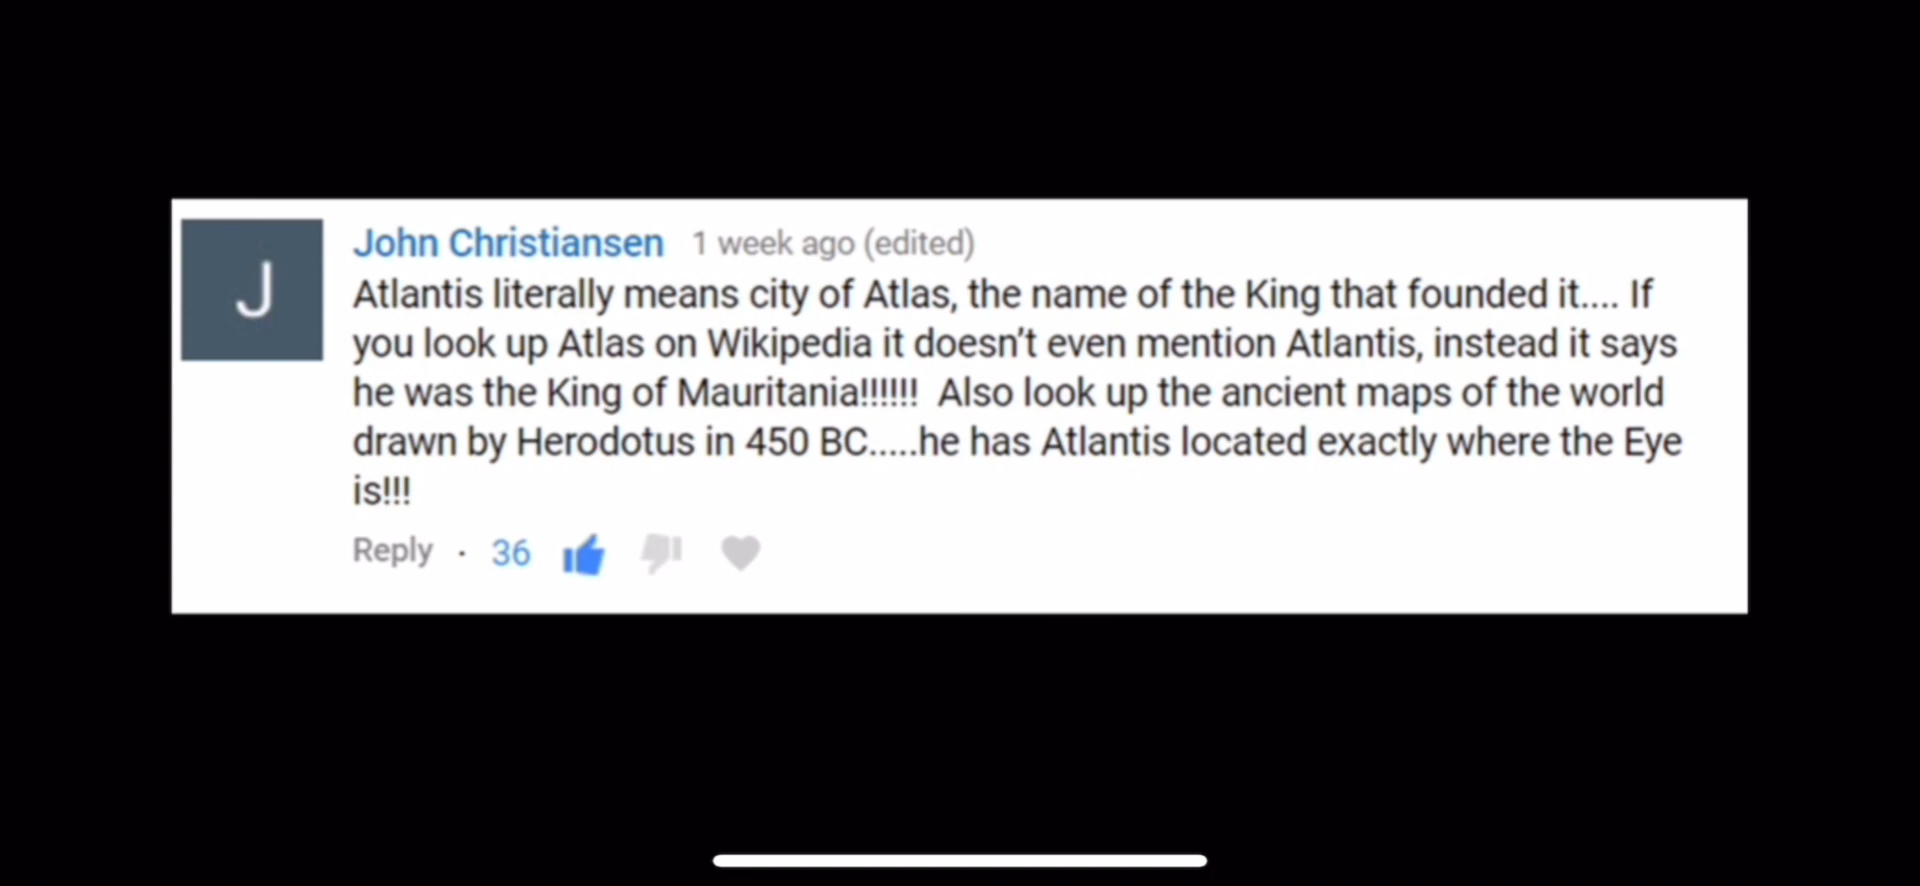 J
John Christiansen 1 week ago (edited)
Atlantis literally means city of Atlas, the name of the King that founded it.... If
you look up Atlas on Wikipedia it doesn’t even mention Atlantis, instead it says
he was the King of Mauritania!!!!!! Also look up the ancient maps of the world
drawn by Herodotus in 450 BC.....he has Atlantis located exactly where the Eye
is!!!
Reply · 36